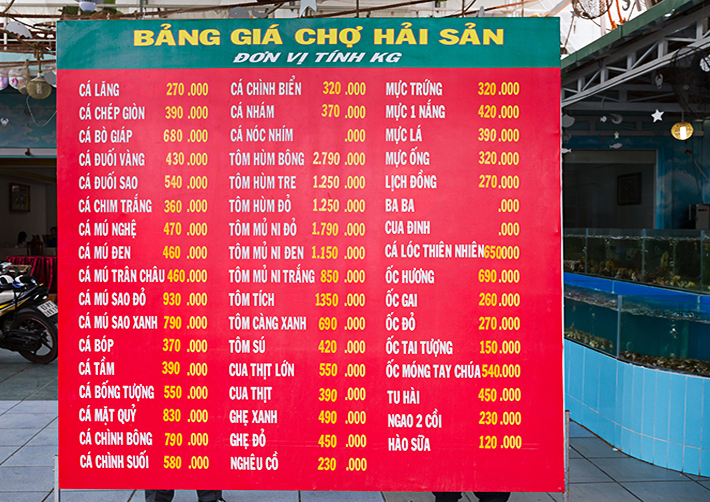 BẢNG GIÁ CHỢ HẢI SẢN
ĐƠN VỊ TÍNH KG
CÁ LĂNG 270 .000
CÁ CHÉP GIÒN 390 .000
CÁ BÒ GIÁP 680 .000
CÁ ĐUỐI VÀNG 430 .000
CÁ ĐUỐI SAO 540 .000
CÁ CHIM TRẮNG 360 .000
CÁ MÚ NGHỆ 470 .000
CÁ MÚ ĐEN 460 .000
CÁ MÚ TRÂN CHÂU 460.000
CÁ MÚ SAO ĐỎ 930 .000
CÁ MÚ SAO XANH 790 .000
CÁ BÓP 370 .000
CÁ TẦM 390 .000
CÁ BỐNG TƯỢNG 550 .000
CÁ MẶT QUỶ 830 .000
CÁ CHÌNH BÔNG 790 .000
CÁ CHÌNH SUỐI 580 .000
CÁ CHÌNH BIỂN 320 .000
CÁ NHÁM 370 .000
CÁ NÓC NHÍM .000
TÔM HÙM BÔNG 2.790 .000
TÔM HÙM TRE 1.250 .000
TÔM HÙM ĐỎ 1.250 .000
TÔM MŨ NI ĐỎ 1.790 .000
TÔM MŨ NI ĐEN 1.150 .000
TÔM MŨ NI TRẮNG 850 .000
TÔM TÍCH 1350 .000
TÔM CÀNG XANH 690 .000
TÔM SÚ 420 .000
CUA THỊT LỚN 550 .000
CUA THỊT 390 .000
GHẸ XANH 490 .000
GHẸ ĐỎ 450 .000
NGHÊU CỒ 230 .000
MỰC TRỨNG 320.000
MỰC 1 NẮNG 420.000
MỰC LÁ 390.000
MỰC ỐNG 320.000
LỊCH ĐỒNG 270.000
BA BA .000
CUA ĐINH .000
CÁ LÓC THIÊN NHIÊN 650000
ỐC HƯƠNG 690.000
ỐC GAI 260.000
ỐC ĐỎ 270.000
ỐC TAI TƯỢNG 150.000
ỐC MÓNG TAY CHÚA 540.000
TU HÀI 450.000
NGAO 2 CỒI 230.000
HÀO SỮA 120.000